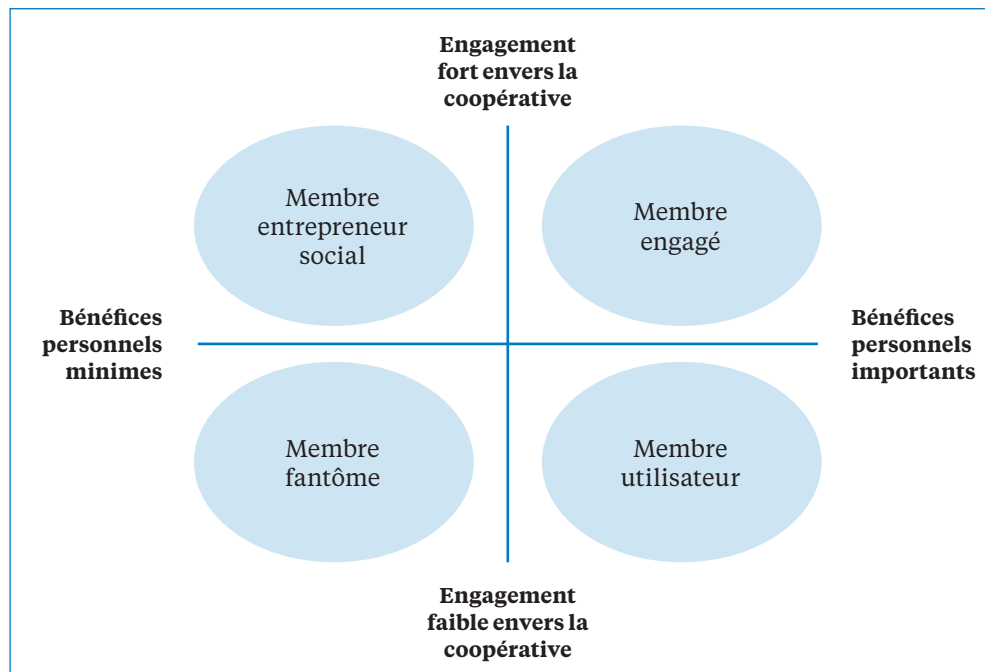 Engagement
fort envers la
coopérative
Membre
entrepreneur
social
Membre
engagé
Bénéfices
personnels
minimes
Bénéfices
personnels
importants
Membre
fantôme
Membre
utilisateur
Engagement
faible envers la
coopérative